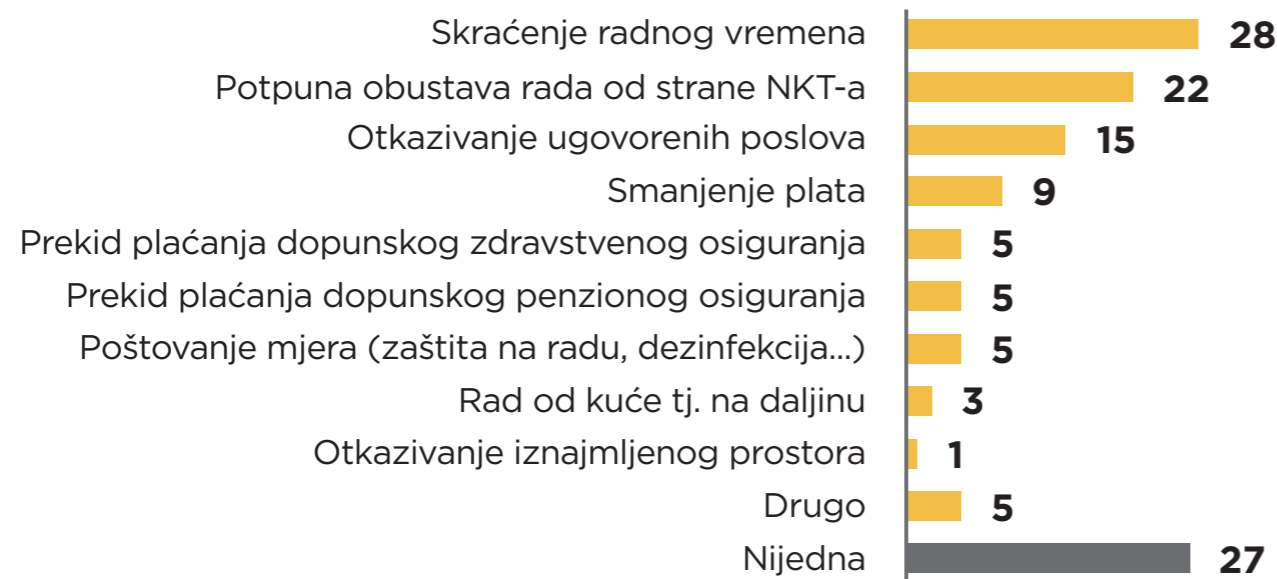 Skraćenje radnog vremena 28
Potpuna obustava rada od strane NKT-a 22
Otkazivanje ugovorenih poslova 15
Smanjenje plata 9
Prekid plaćanja dopunskog zdravstvenog osiguranja 5
Prekid plaćanja dopunskog penzionog osiguranja 5
Poštovanje mjera (zaštita na radu, dezinfekcija...) 5
Rad od kuće tj. na daljinu 3
Otkazivanje iznajmljenog prostora 1
Drugo 5
Nijedna 27